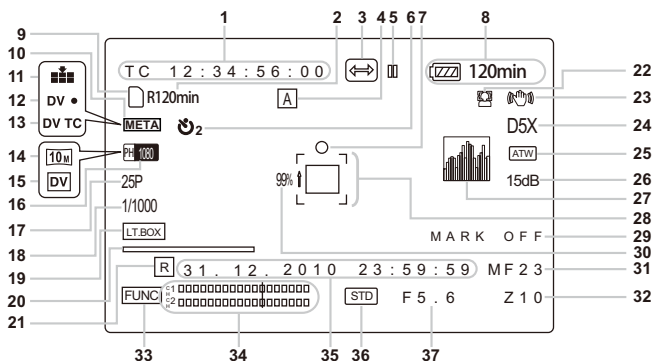 1 2 3 4 5 6 7 8
9 10 11 12 13 14 15 16 17 18 19 20 21
TC 12:34:56:00
120min
R120min
A
DV
DV TC
META
2
10M
DV
PH 1080
25P
1/1000
LT.BOX
99%
D5X
ATW
15dB
MARK OFF
R 31.12.2010 23:59:59 MF23
FUNC
CH1
CH2
STD F5.6 Z10
22 23 24 25 26 27 28 29 30 31 32
33 34 35 36 37